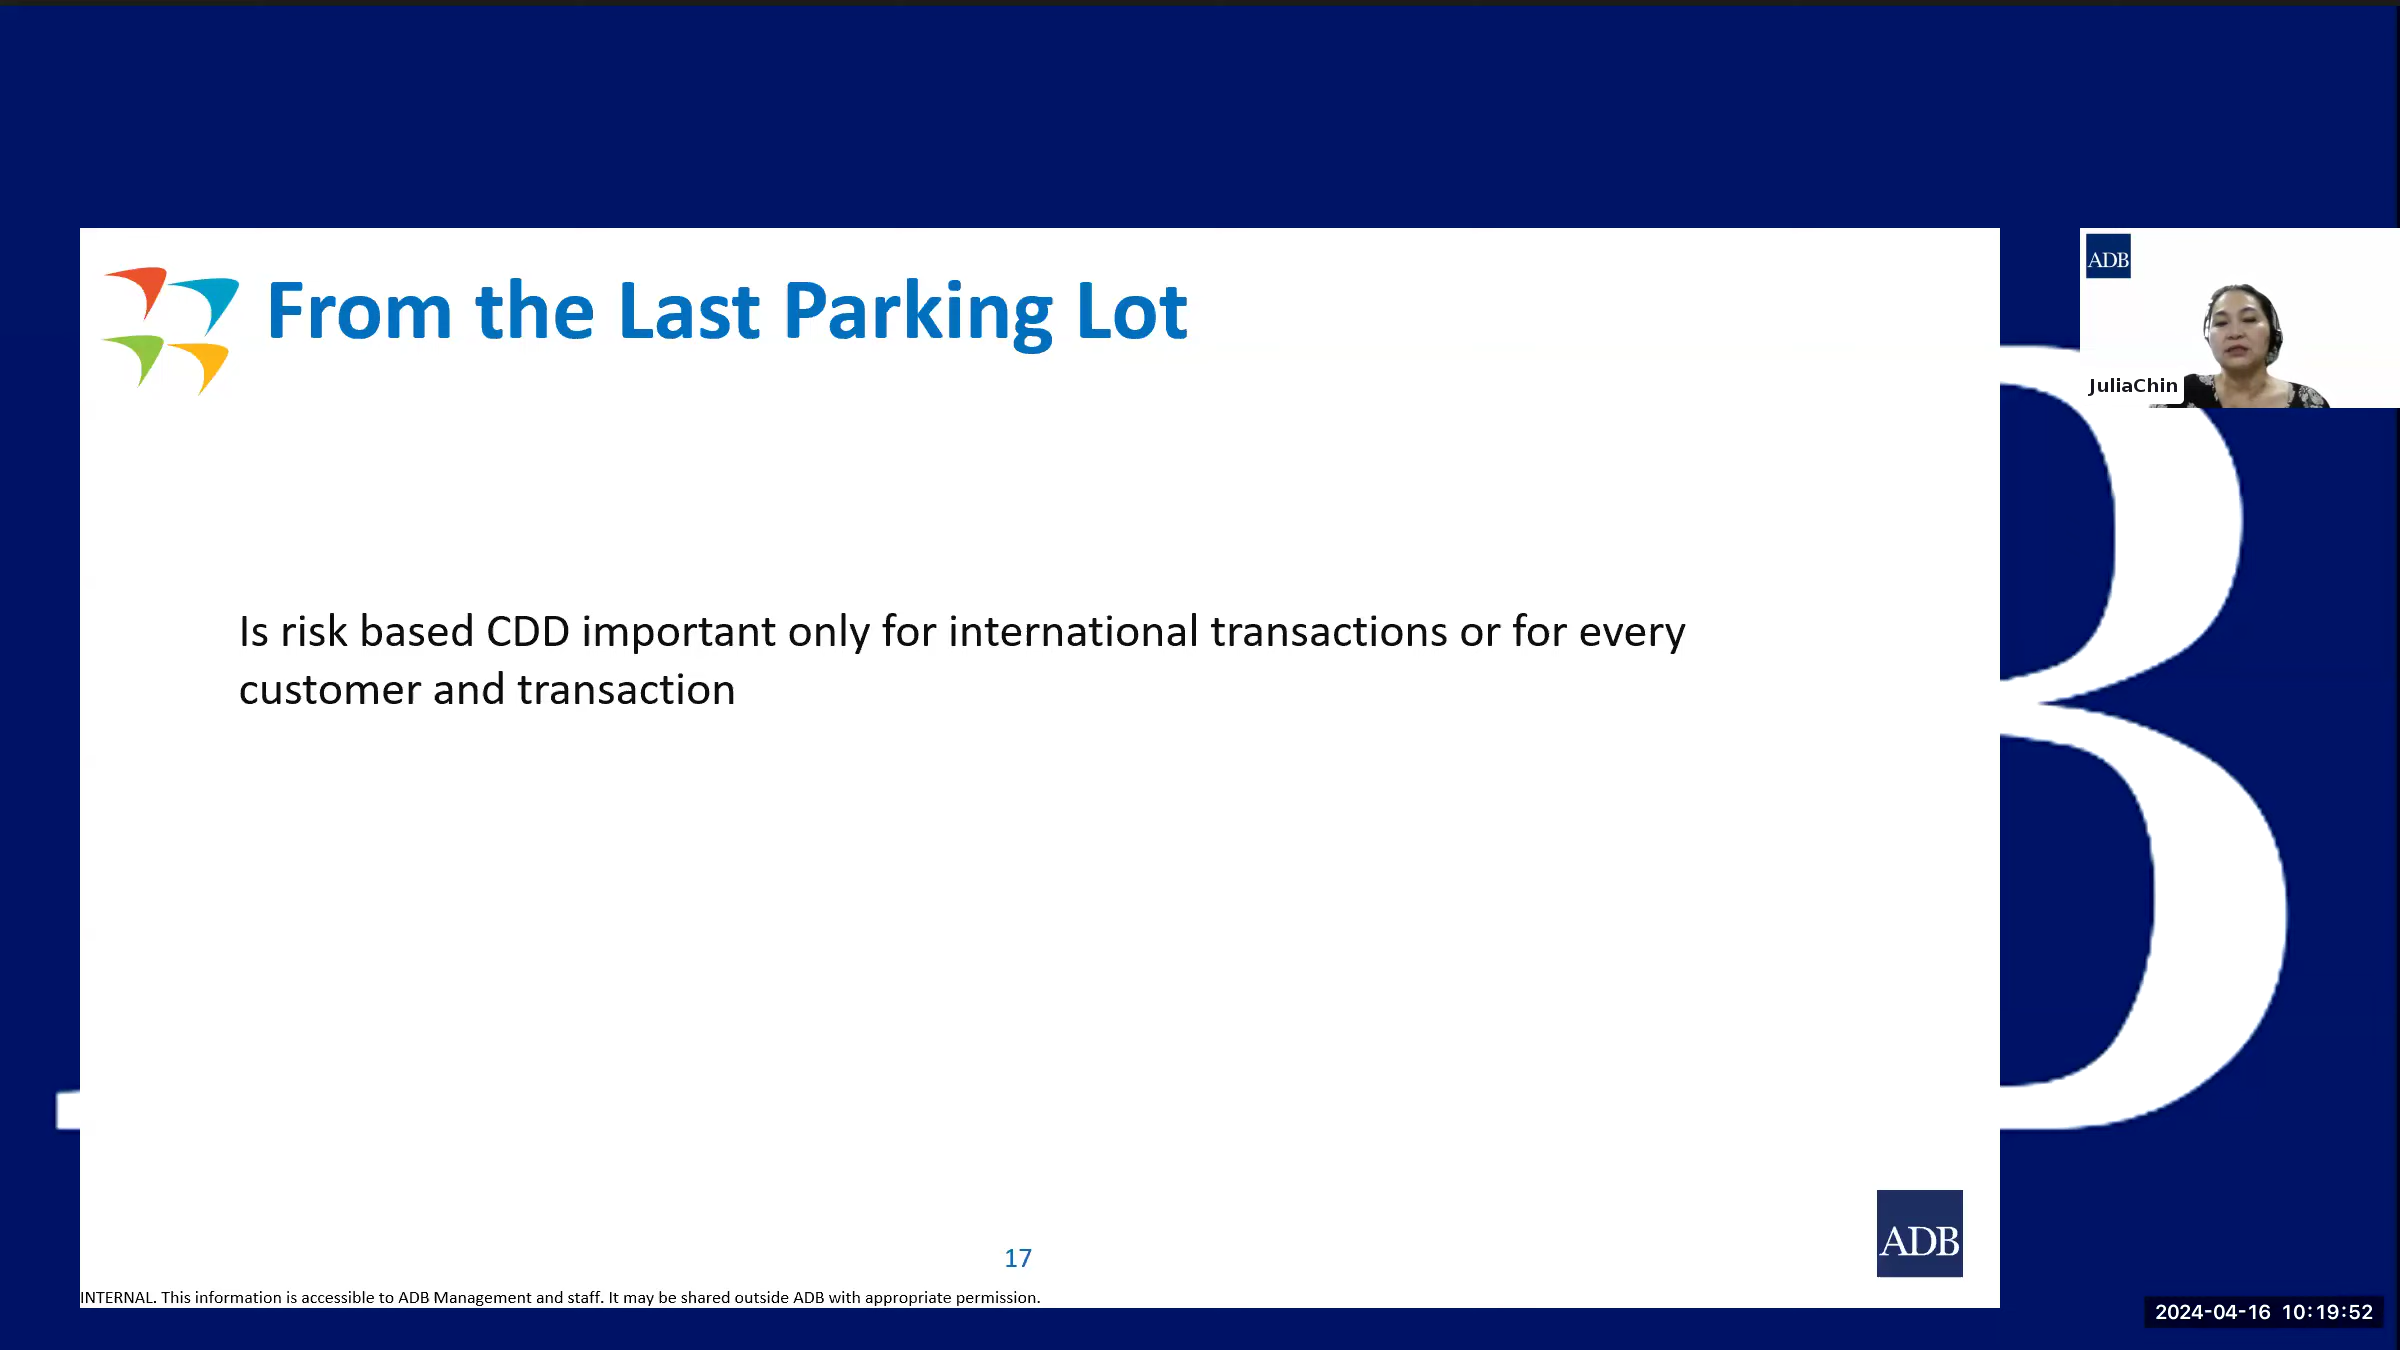 From the Last Parking Lot
ADB
JuliaChin
Is risk based CDD important only for international transactions or for every
customer and transaction
ADB
17
INTERNAL. This information is accessible to ADB Management and staff. It may be shared outside ADB with appropriate permission.
2024-04-16 10:19:52